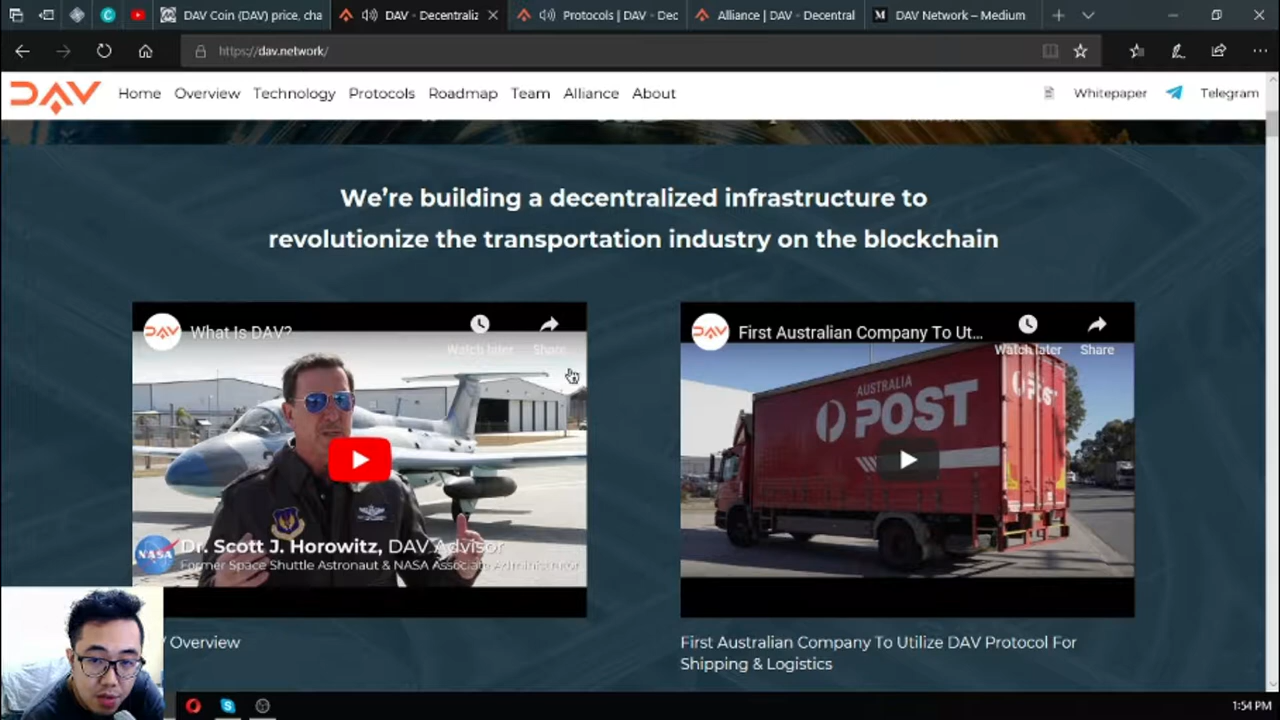 DAV Coin (DAV) price, cha
DAV - Decentraliz
Protocols | DAV - Dec
Alliance | DAV - Decentral
DAV Network – Medium
https://dav.network/
DAV
Home
Overview
Technology
Protocols
Roadmap
Team
Alliance
About
Whitepaper
Telegram
We’re building a decentralized infrastructure to
revolutionize the transportation industry on the blockchain
DAV
What Is DAV?
Watch later
Share
NASA
Dr. Scott J. Horowitz, DAV Advisor
Former Space Shuttle Astronaut & NASA Associate Administrator
DAV
First Australian Company To Ut...
Watch later
Share
AUSTRALIA
POST
Overview
First Australian Company To Utilize DAV Protocol For
Shipping & Logistics
1:54 PM